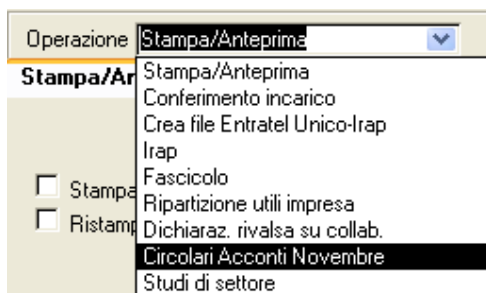 Operazione Stampa/Anteprima
Stampa/Ar
Stampa/Anteprima
Conferimento incarico
Crea file Entratel Unico-Irap
Irap
Fascicolo
Stampa
Ripartizione utili impresa
Ristamp
Dichiaraz. rivalsa su collab.
Circolari Acconti Novembre
Studi di settore